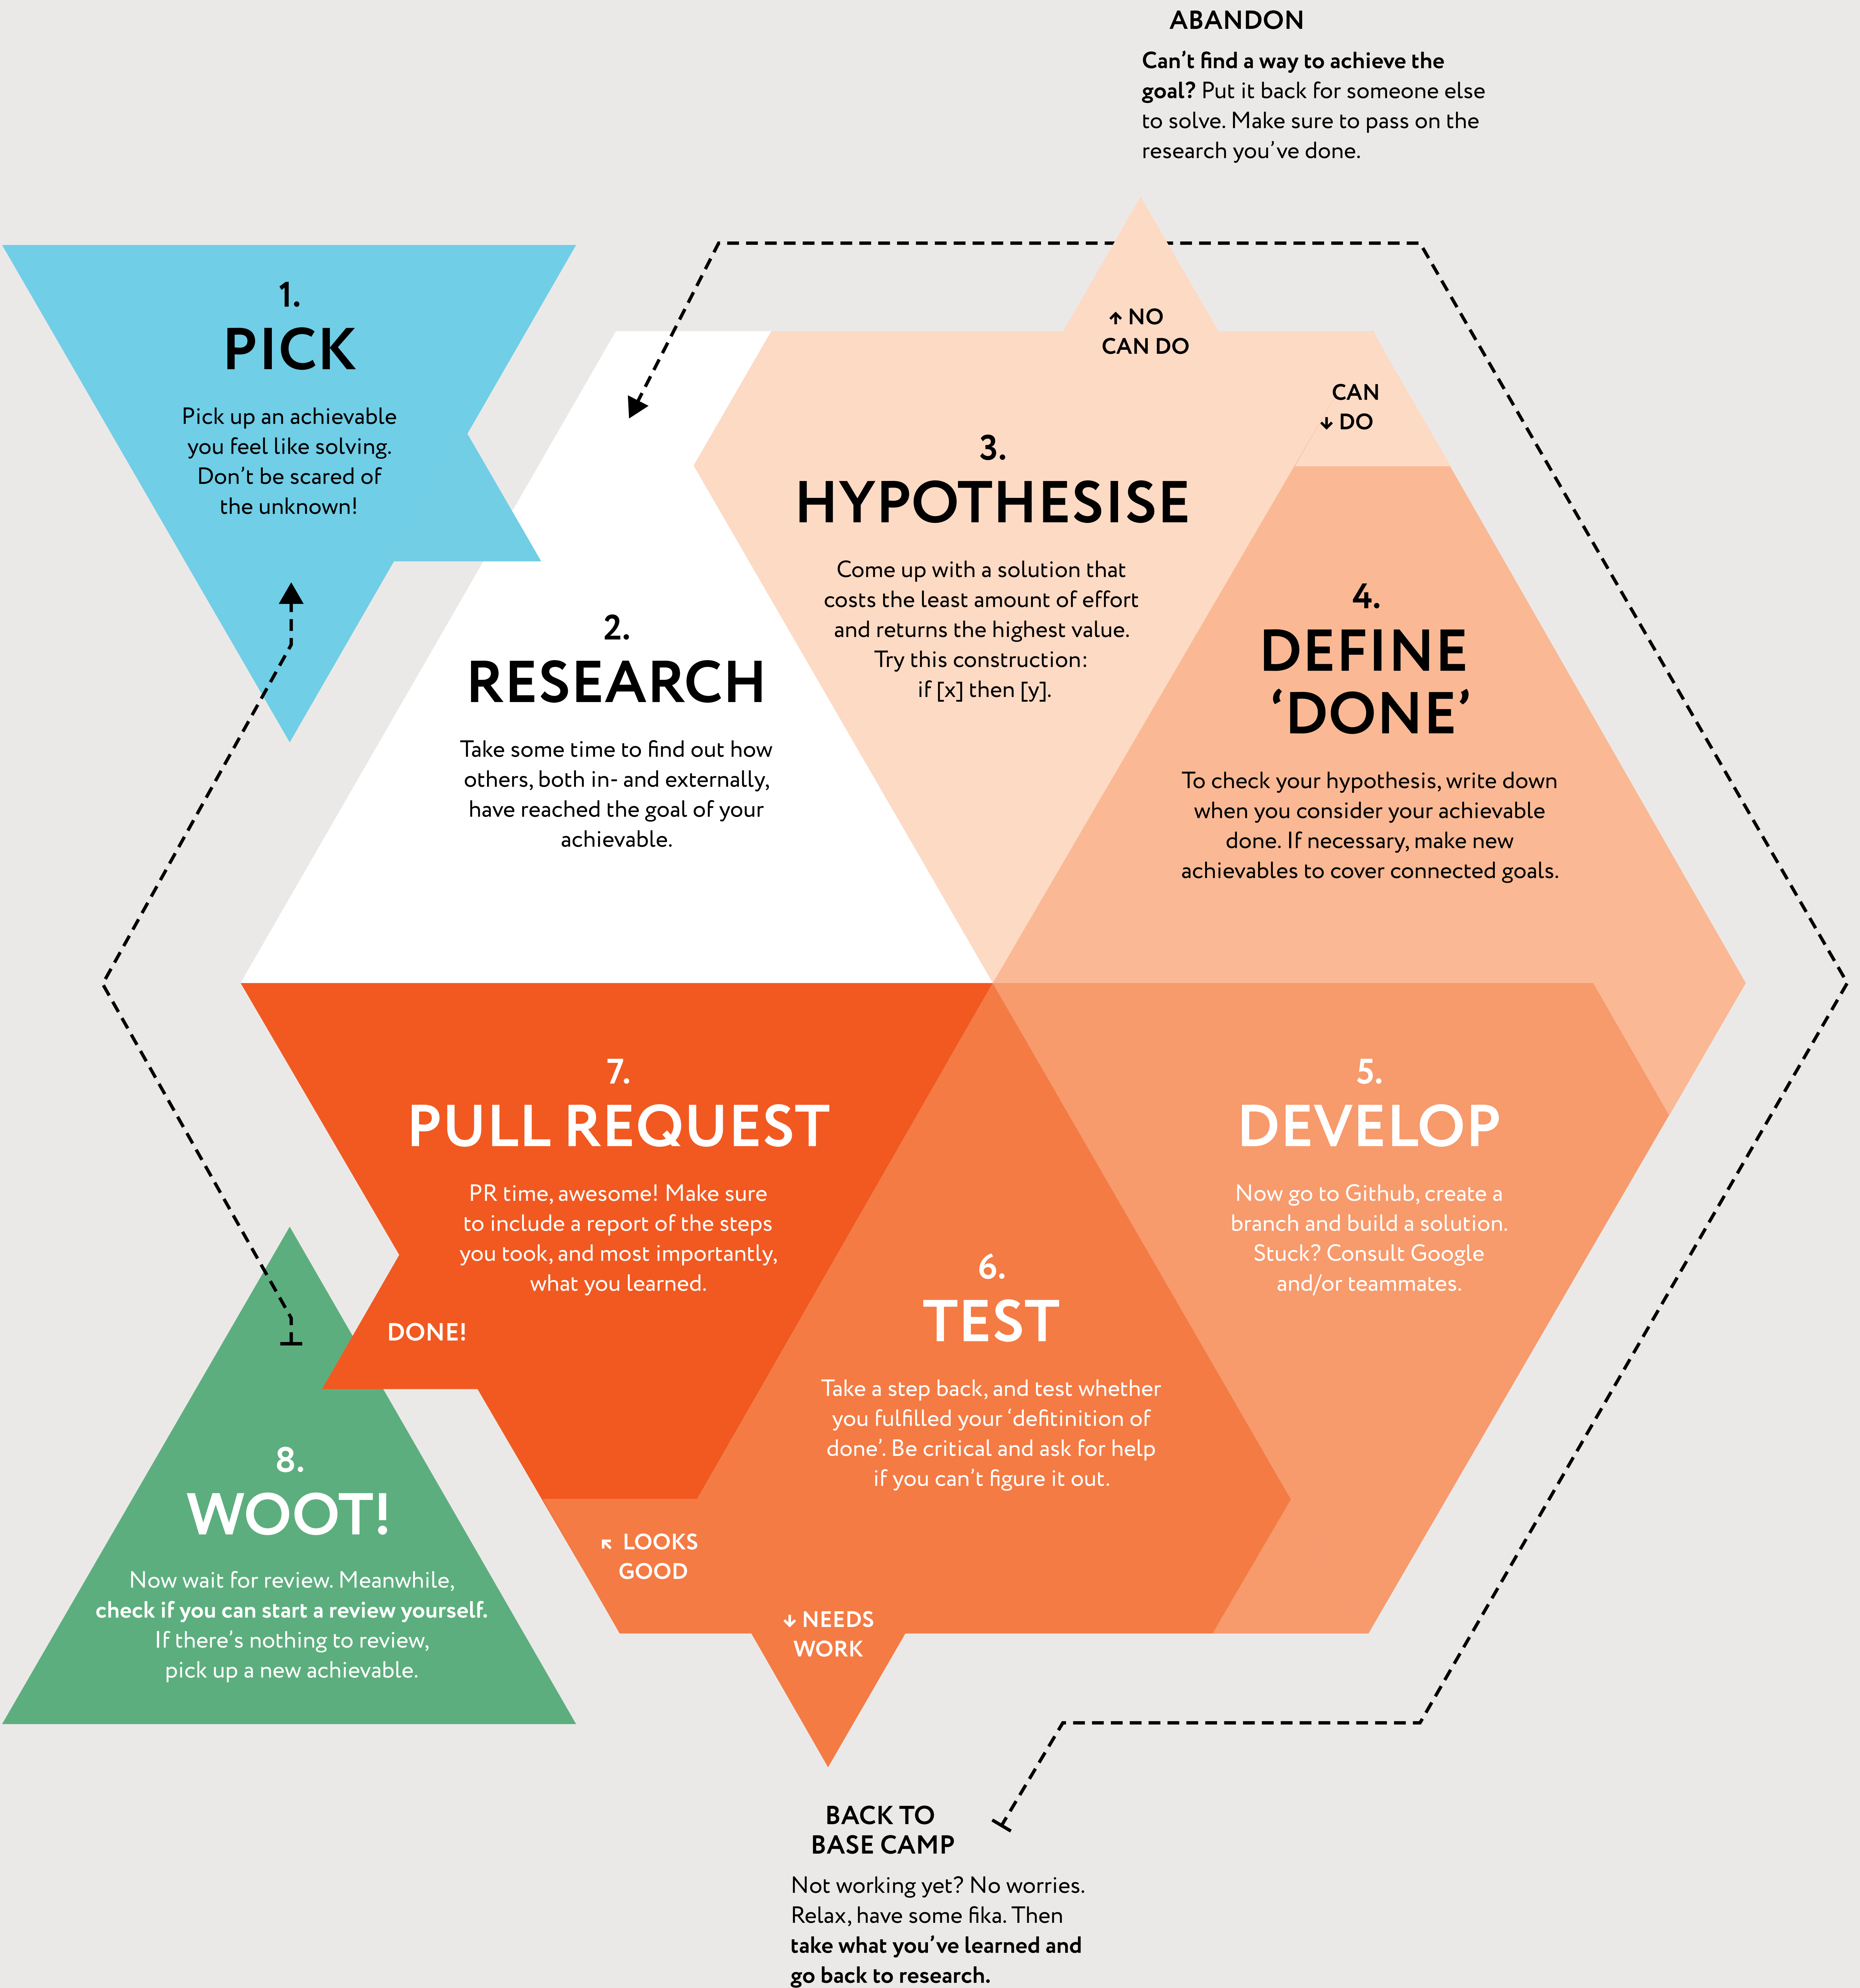 ABANDON
Can't find a way to achieve the
goal? Put it back for someone else
to solve. Make sure to pass on the
research you've done.
1.
PICK
Pick up an achievable
you feel like solving.
Don't be scared of
the unknown!
2.
RESEARCH
Take some time to find out how
others, both in- and externally,
have reached the goal of your
achievable.
↑ NO
CAN DO
CAN
↓ DO
3.
HYPOTHESISE
Come up with a solution that
costs the least amount of effort
and returns the highest value.
Try this construction:
if [x] then [y].
4.
DEFINE
‘DONE’
To check your hypothesis, write down
when you consider your achievable
done. If necessary, make new
achievables to cover connected goals.
5.
DEVELOP
Now go to Github, create a
branch and build a solution.
Stuck? Consult Google
and/or teammates.
6.
TEST
Take a step back, and test whether
you fulfilled your ‘defitinition of
done’. Be critical and ask for help
if you can't figure it out.
↖ LOOKS
GOOD
↓ NEEDS
WORK
7.
PULL REQUEST
PR time, awesome! Make sure
to include a report of the steps
you took, and most importantly,
what you learned.
DONE!
8.
WOOT!
Now wait for review. Meanwhile,
check if you can start a review yourself.
If there's nothing to review,
pick up a new achievable.
BACK TO
BASE CAMP
Not working yet? No worries.
Relax, have some fika. Then
take what you've learned and
go back to research.